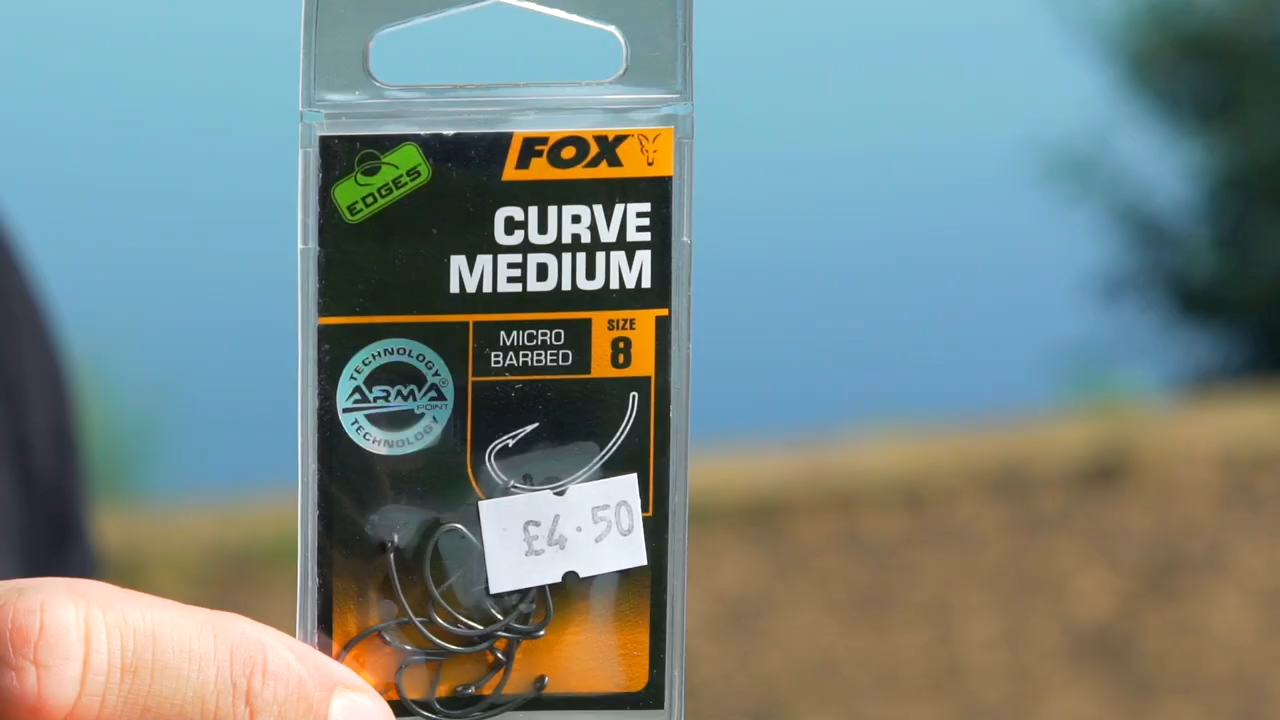 FOX
EDGES
CURVE
MEDIUM
MICRO
BARBED
SIZE
8
TECHNOLOGY
ARMA
POINT
TECHNOLOGY
£4.50